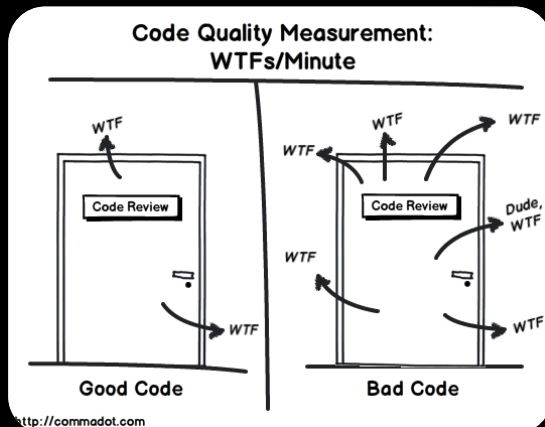 Code Quality Measurement:
WTFs/Minute
WTF
Code Review
WTF
Good Code
WTF
WTF
WTF
Code Review
Dude,
WTF
WTF
WTF
Bad Code
http://commadot.com